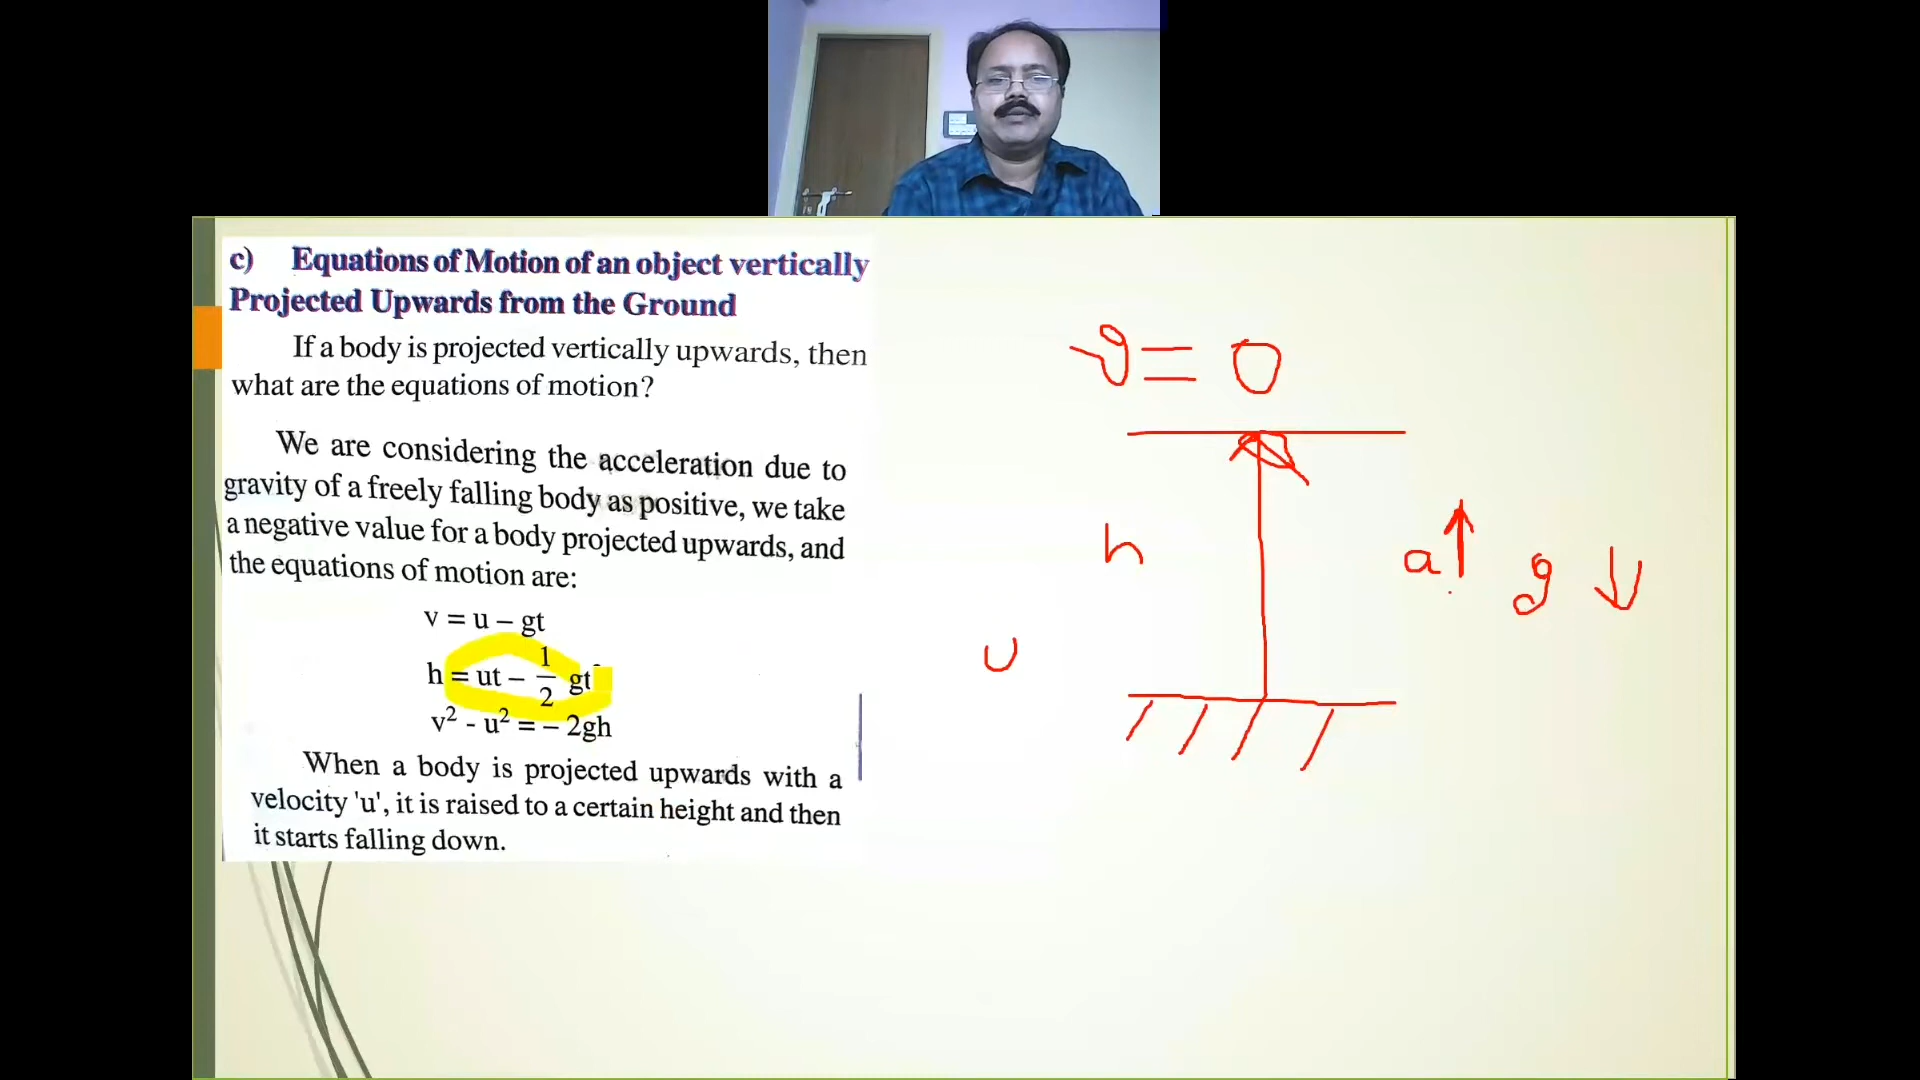 c) Equations of Motion of an object vertically
Projected Upwards from the Ground
If a body is projected vertically upwards, then
what are the equations of motion?
We are considering the acceleration due to
gravity of a freely falling body as positive, we take
a negative value for a body projected upwards, and
the equations of motion are:
v = u – gt
h = ut – 1/2 gt
v² - u² = – 2gh
When a body is projected upwards with a
velocity 'u', it is raised to a certain height and then
it starts falling down.
v = 0
h
a↑ g ↓
u